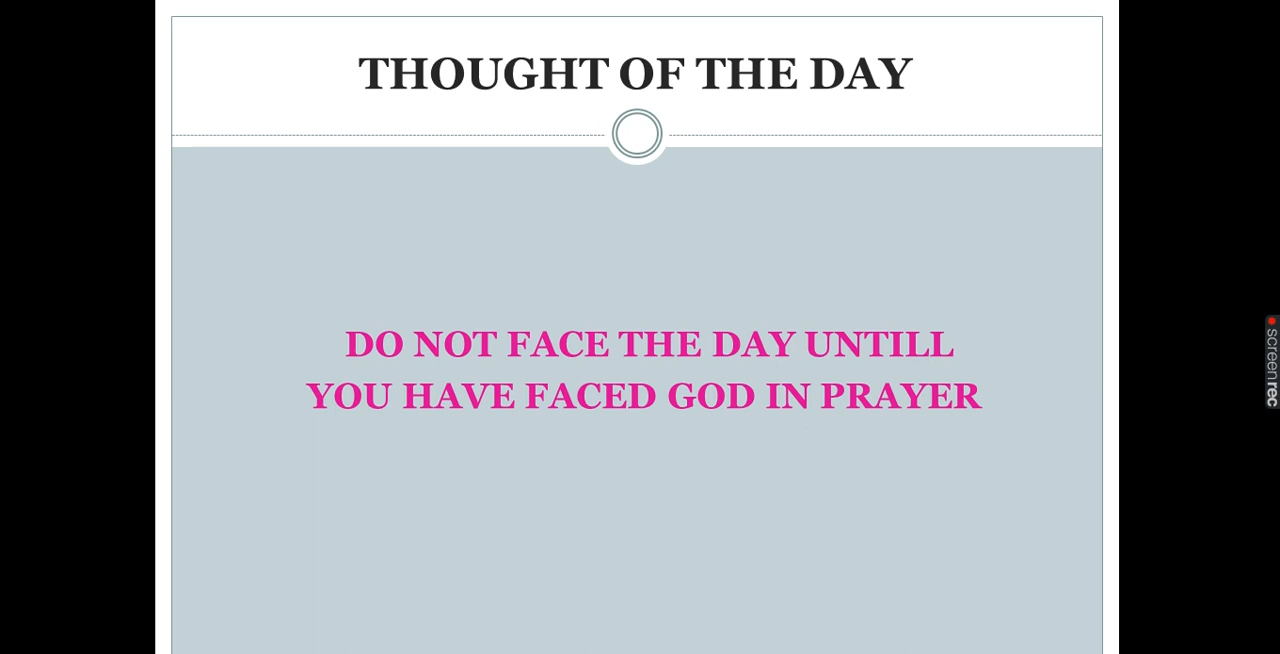 THOUGHT OF THE DAY
DO NOT FACE THE DAY UNTILL
YOU HAVE FACED GOD IN PRAYER
screenrec